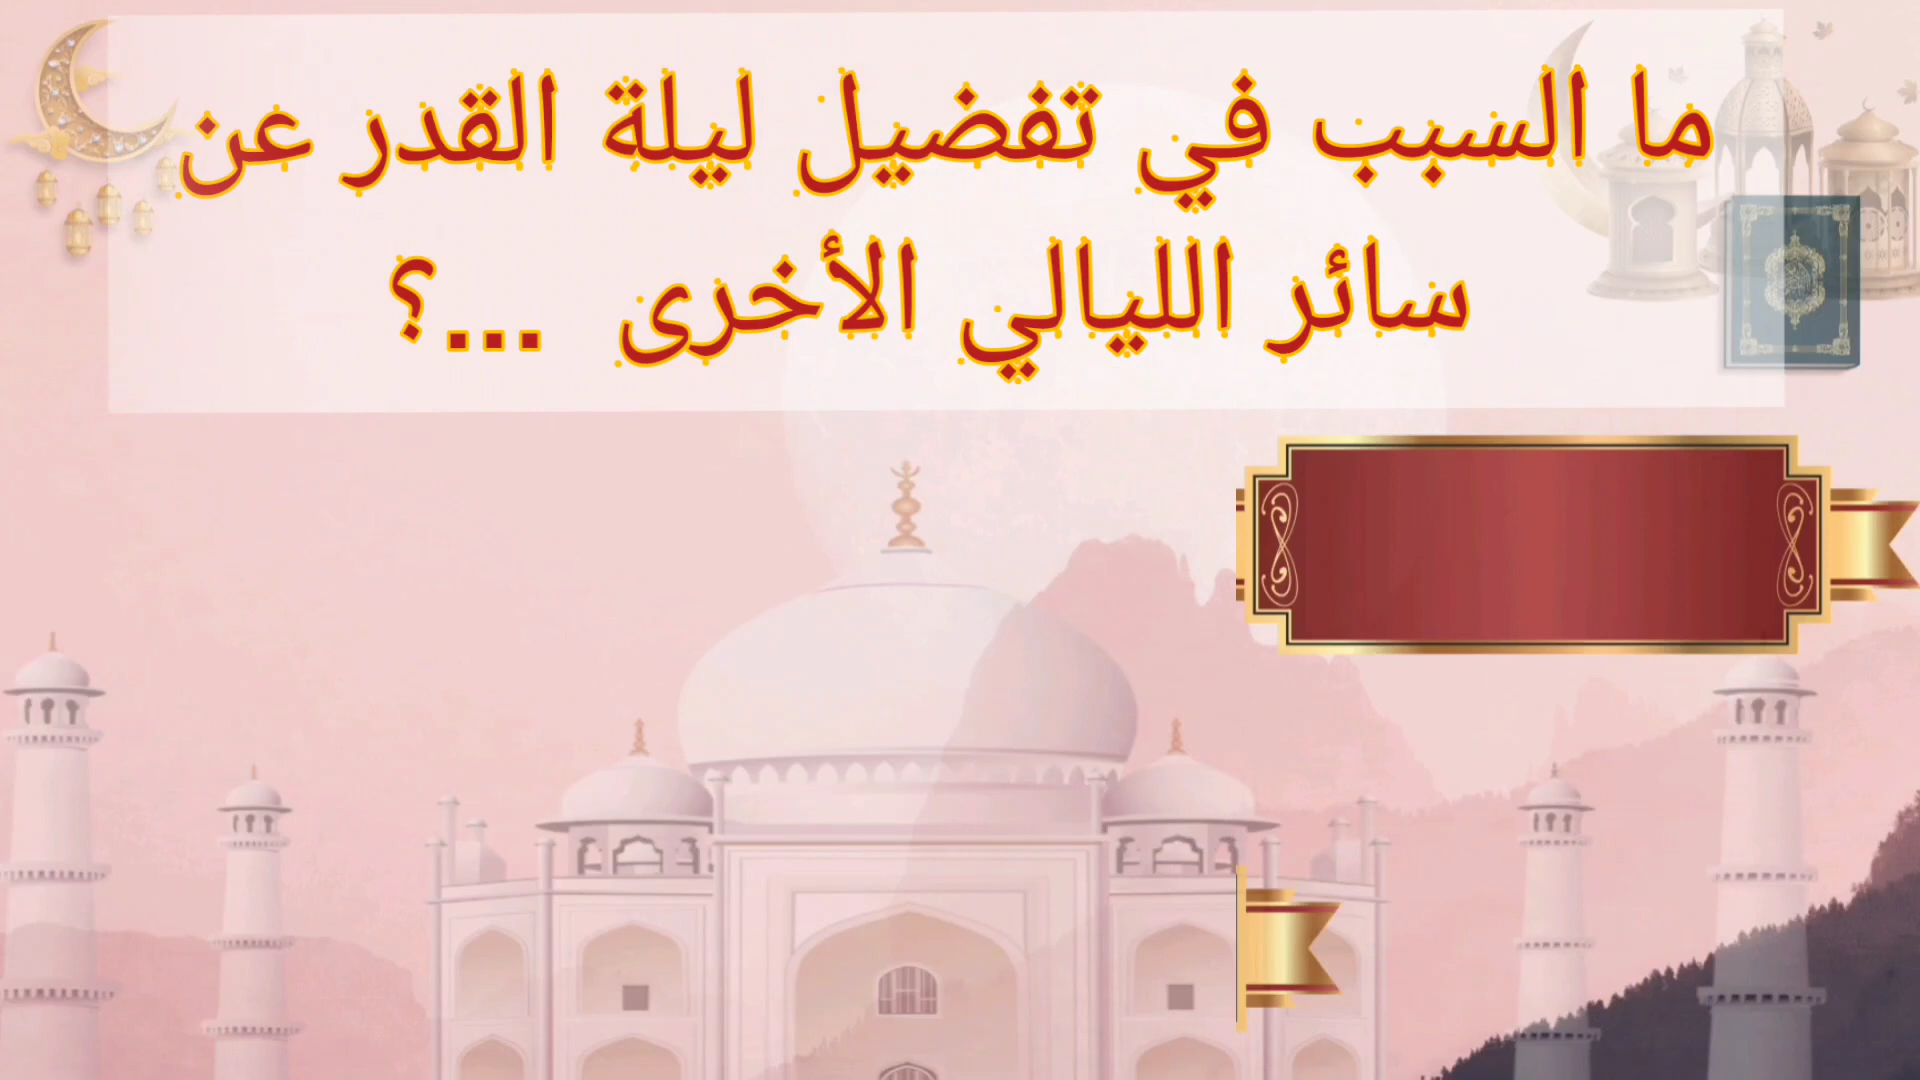 ما السبب في تفضيل ليلة القدر عن
سائر الليالي الأخرى ...؟